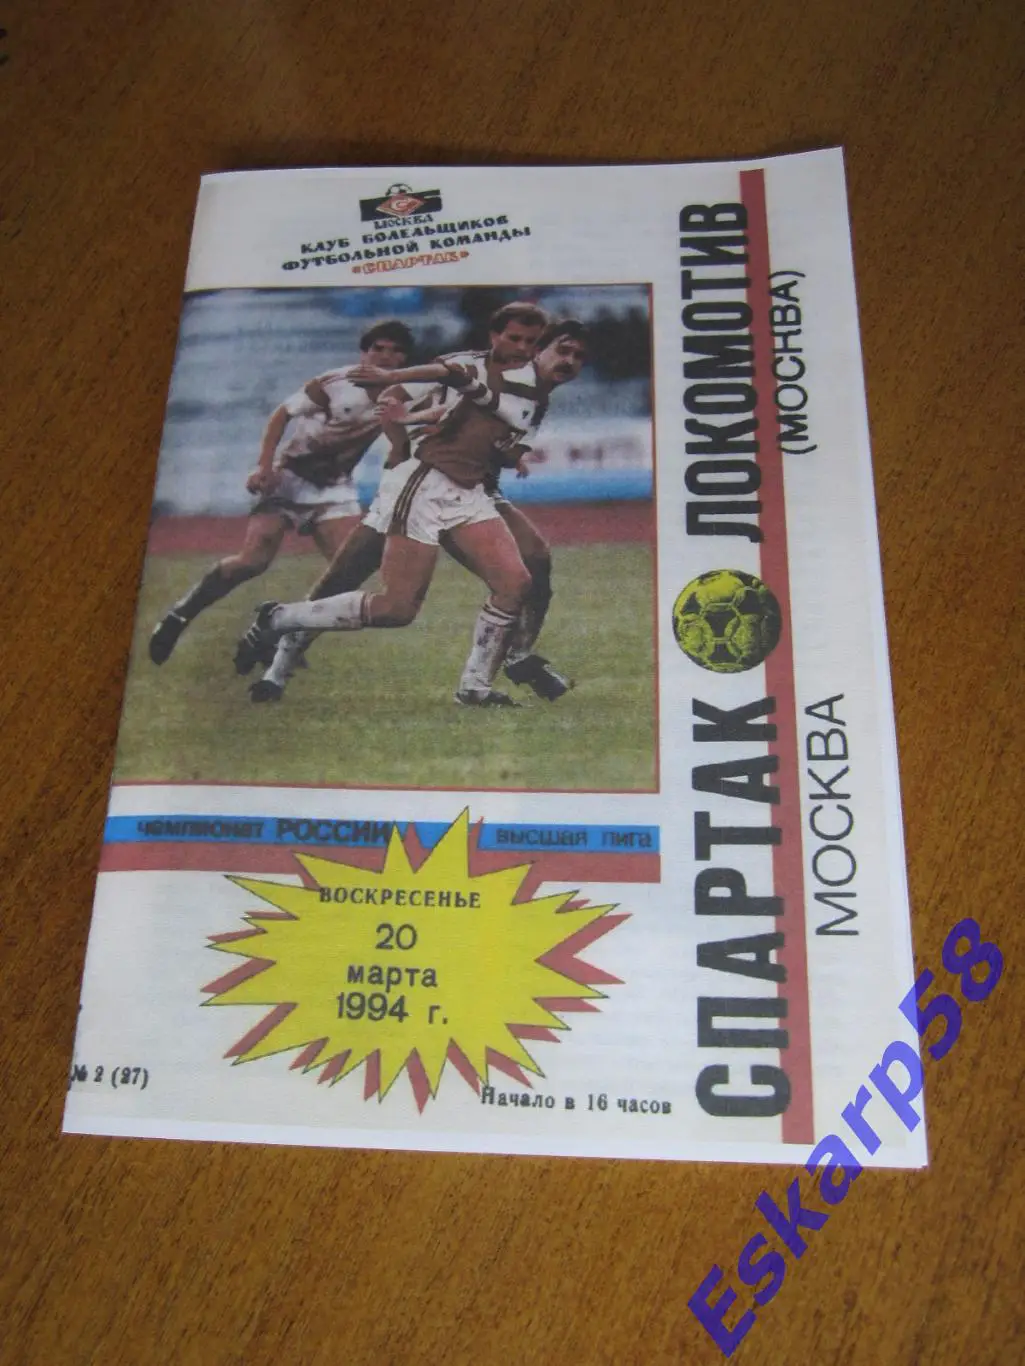 МОСКВА
КЛУБ БОЛЕЛЬЩИКОВ
ФУТБОЛЬНОЙ КОМАНДЫ
«СПАРТАК»
СПАРТАК ЛОКОМОТИВ
МОСКВА (МОСКВА)
чемпионат РОССИИ высшая лига
ВОСКРЕСЕНЬЕ
20
марта
1994 г.
№ 2 (27)
Начало в 16 часов
Eskarp58